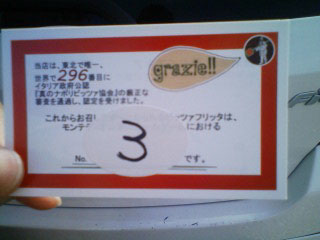 当店は、東北で唯一、
世界で296番目に
イタリア政府公認
『真のナポリピッツァ協会』の厳正な
審査を通過し、認定を受けました。
grazie!!
これからお召 ツァフリッタは、
モンテ における
No. 3 です。